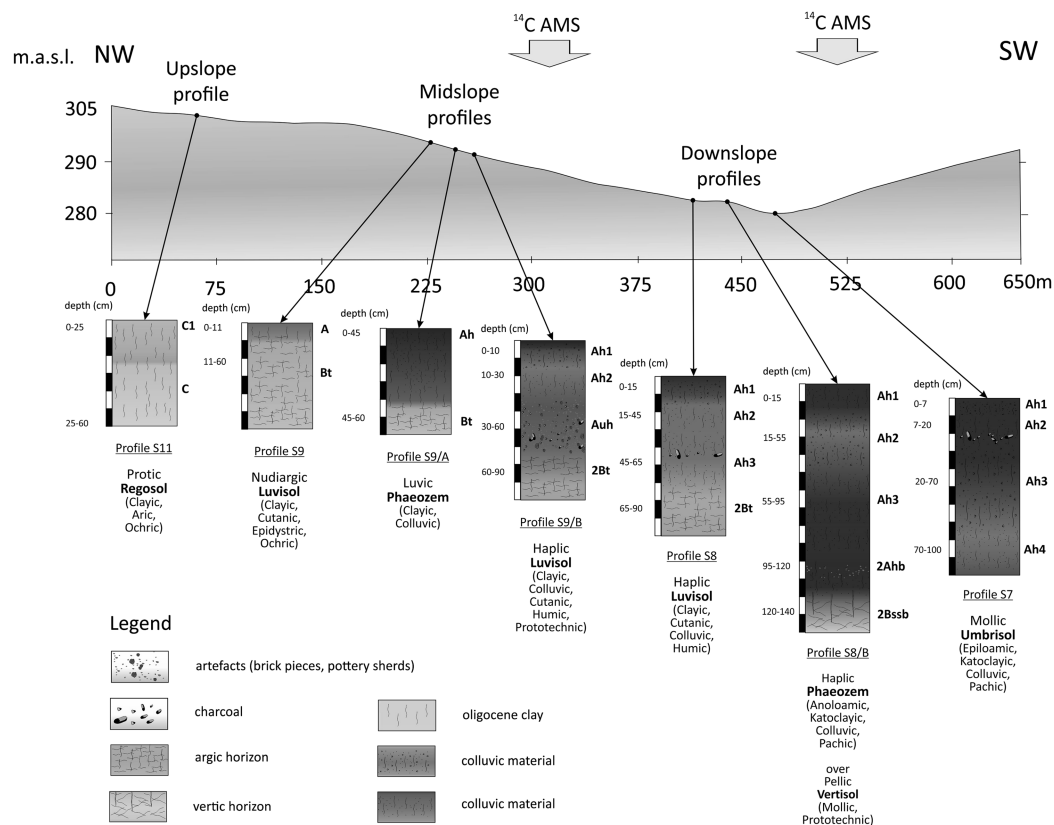 ¹⁴C AMS
¹⁴C AMS
m.a.s.l.
NW
SW
Upslope
profile
Midslope
profiles
Downslope
profiles
305
290
280
0
75
150
225
300
375
450
525
600
650m
depth (cm)
0-25
25-60
C1
C
Profile S11
Protic
Regosol
(Clayic,
Aric,
Ochric)
depth (cm)
0-11
11-60
A
Bt
Profile S9
Nudiargic
Luvisol
(Clayic,
Cutanic,
Epidystric,
Ochric)
depth (cm)
0-45
45-60
Ah
Bt
Profile S9/A
Luvic
Phaeozem
(Clayic,
Colluvic)
depth (cm)
0-10
10-30
30-60
60-90
Ah1
Ah2
Auh
2Bt
Profile S9/B
Haplic
Luvisol
(Clayic,
Colluvic,
Cutanic,
Humic,
Prototechnic)
depth (cm)
0-15
15-45
45-65
65-90
Ah1
Ah2
Ah3
2Bt
Profile S8
Haplic
Luvisol
(Clayic,
Cutanic,
Colluvic,
Humic)
depth (cm)
0-15
15-55
55-95
95-120
120-140
Ah1
Ah2
Ah3
2Ahb
2Bssb
Profile S8/B
Haplic
Phaeozem
(Anoloamic,
Katoclayic,
Colluvic,
Pachic)
over
Pellic
Vertisol
(Mollic,
Prototechnic)
depth (cm)
0-7
7-20
20-70
70-100
Ah1
Ah2
Ah3
Ah4
Profile S7
Mollic
Umbrisol
(Epiloamic,
Katoclayic,
Colluvic,
Pachic)
Legend
artefacts (brick pieces, pottery sherds)
charcoal
argic horizon
vertic horizon
oligocene clay
colluvic material
colluvic material